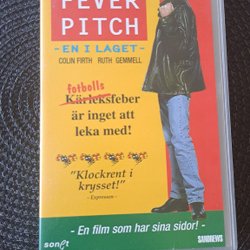 FEVER
PITCH
- EN I LAGET -
COLIN FIRTH RUTH GEMMELL
fotbolls
Kärleksfeber
är inget att
leka med!
"Klockrent i
krysset!"
- Expressen -
- En film som har sina sidor! -
SANDREWS